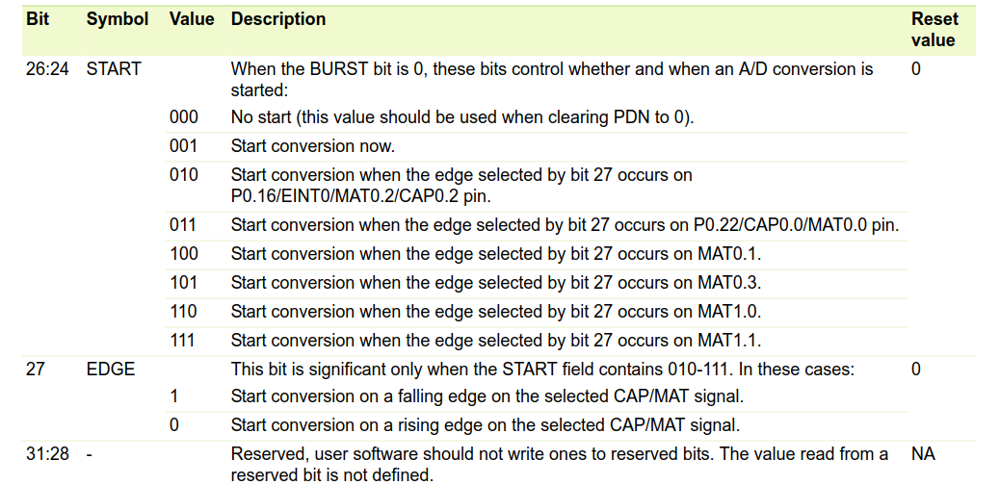 Bit Symbol Value Description Reset
value
26:24 START When the BURST bit is 0, these bits control whether and when an A/D conversion is 0
started:
000 No start (this value should be used when clearing PDN to 0).
001 Start conversion now.
010 Start conversion when the edge selected by bit 27 occurs on
P0.16/EINT0/MAT0.2/CAP0.2 pin.
011 Start conversion when the edge selected by bit 27 occurs on P0.22/CAP0.0/MAT0.0 pin.
100 Start conversion when the edge selected by bit 27 occurs on MAT0.1.
101 Start conversion when the edge selected by bit 27 occurs on MAT0.3.
110 Start conversion when the edge selected by bit 27 occurs on MAT1.0.
111 Start conversion when the edge selected by bit 27 occurs on MAT1.1.
27 EDGE This bit is significant only when the START field contains 010-111. In these cases: 0
1 Start conversion on a falling edge on the selected CAP/MAT signal.
0 Start conversion on a rising edge on the selected CAP/MAT signal.
31:28 - Reserved, user software should not write ones to reserved bits. The value read from a NA
reserved bit is not defined.